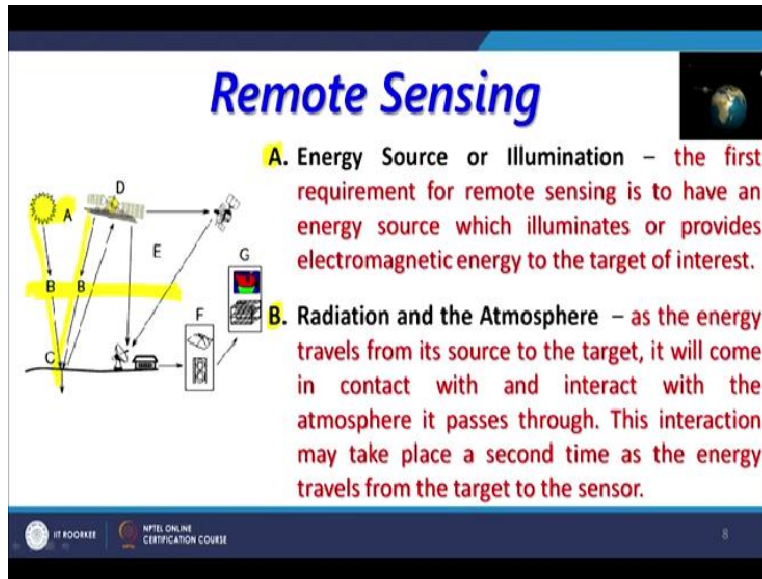 Remote Sensing
A. Energy Source or Illumination – the first
requirement for remote sensing is to have an
energy source which illuminates or provides
electromagnetic energy to the target of interest.
B. Radiation and the Atmosphere – as the energy
travels from its source to the target, it will come
in contact with and interact with the
atmosphere it passes through. This interaction
may take place a second time as the energy
travels from the target to the sensor.
D
A
E
G
B B
F
C
IIT ROORKEE
NPTEL ONLINE
CERTIFICATION COURSE
8